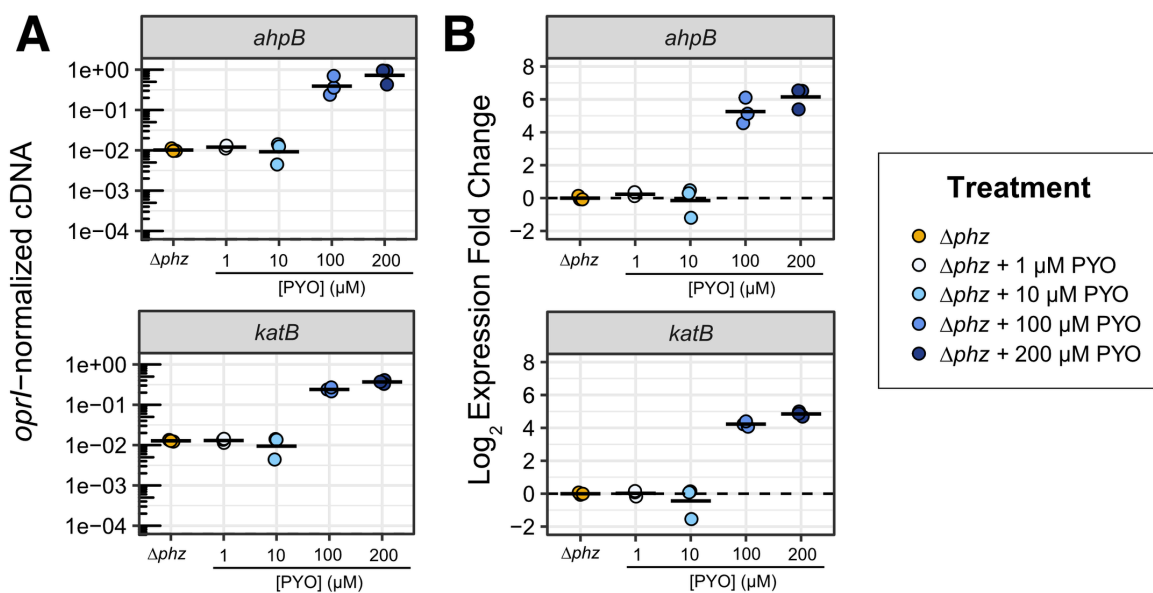 A
ahpB
1e+00
1e−01
1e−02
1e−03
1e−04
Δphz 1 10 100 200
[PYO] (µM)
katB
1e+00
1e−01
1e−02
1e−03
1e−04
Δphz 1 10 100 200
[PYO] (µM)
oprI−normalized cDNA
B
ahpB
8
6
4
2
0
−2
Δphz 1 10 100 200
[PYO] (µM)
katB
8
6
4
2
0
−2
Δphz 1 10 100 200
[PYO] (µM)
Log2 Expression Fold Change
Treatment
Δphz
Δphz + 1 µM PYO
Δphz + 10 µM PYO
Δphz + 100 µM PYO
Δphz + 200 µM PYO